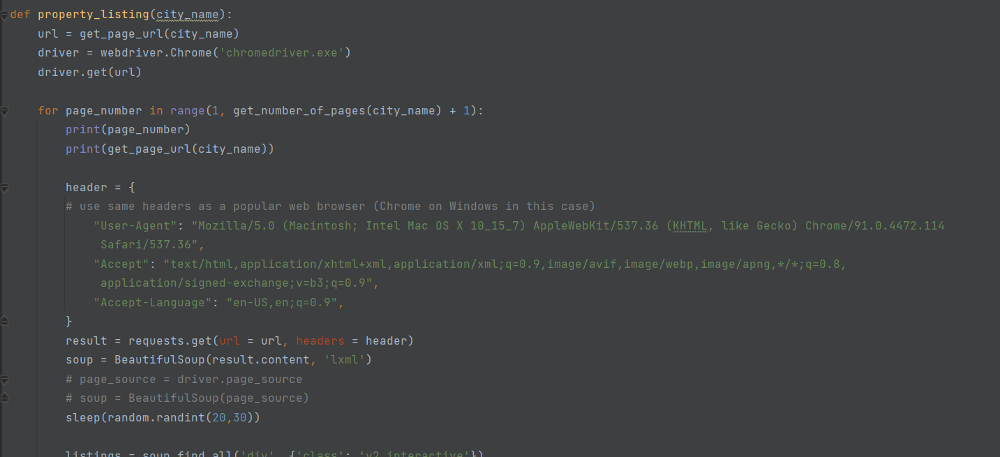 def property_listing(city_name):
    url = get_page_url(city_name)
    driver = webdriver.Chrome('chromedriver.exe')
    driver.get(url)

    for page_number in range(1, get_number_of_pages(city_name) + 1):
        print(page_number)
        print(get_page_url(city_name))

        header = {
        # use same headers as a popular web browser (Chrome on Windows in this case)
            "User-Agent": "Mozilla/5.0 (Macintosh; Intel Mac OS X 10_15_7) AppleWebKit/537.36 (KHTML, like Gecko) Chrome/91.0.4472.114
             Safari/537.36",
            "Accept": "text/html,application/xhtml+xml,application/xml;q=0.9,image/avif,image/webp,image/apng,*/*;q=0.8,
             application/signed-exchange;v=b3;q=0.9",
            "Accept-Language": "en-US,en;q=0.9",
        }
        result = requests.get(url = url, headers = header)
        soup = BeautifulSoup(result.content, 'lxml')
        # page_source = driver.page_source
        # soup = BeautifulSoup(page_source)
        sleep(random.randint(20,30))

        listings = soup.find_all('div', {'class': 'v2_interactive'})